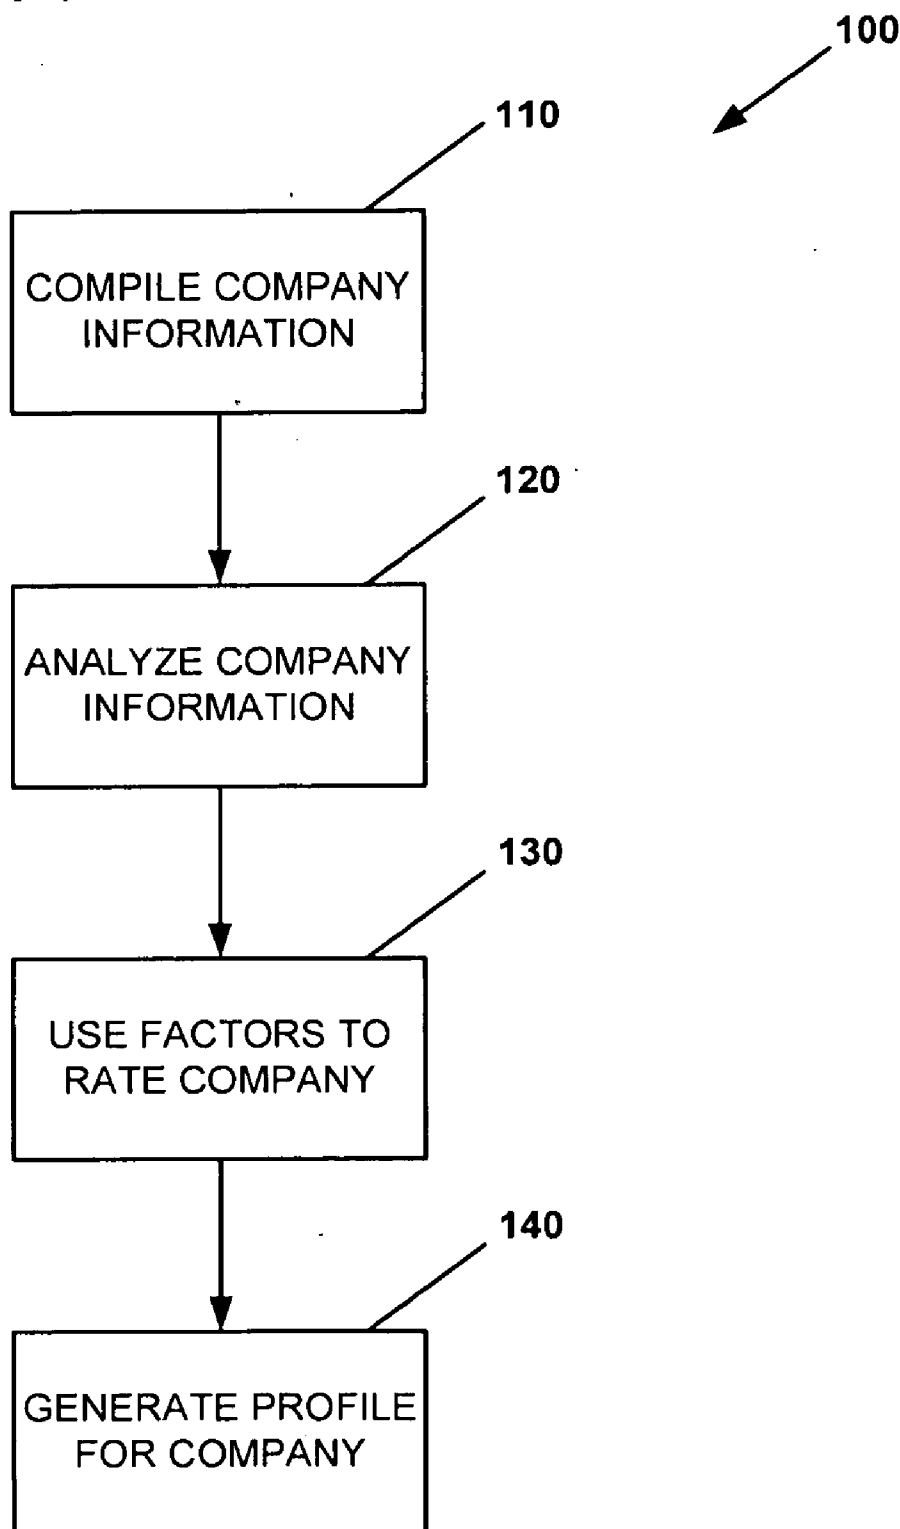 100
110
COMPILE COMPANY
INFORMATION
120
ANALYZE COMPANY
INFORMATION
130
USE FACTORS TO
RATE COMPANY
140
GENERATE PROFILE
FOR COMPANY